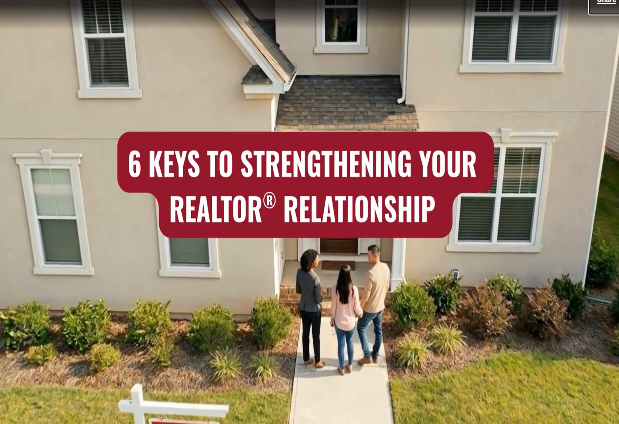 6 KEYS TO STRENGTHENING YOUR
REALTOR® RELATIONSHIP